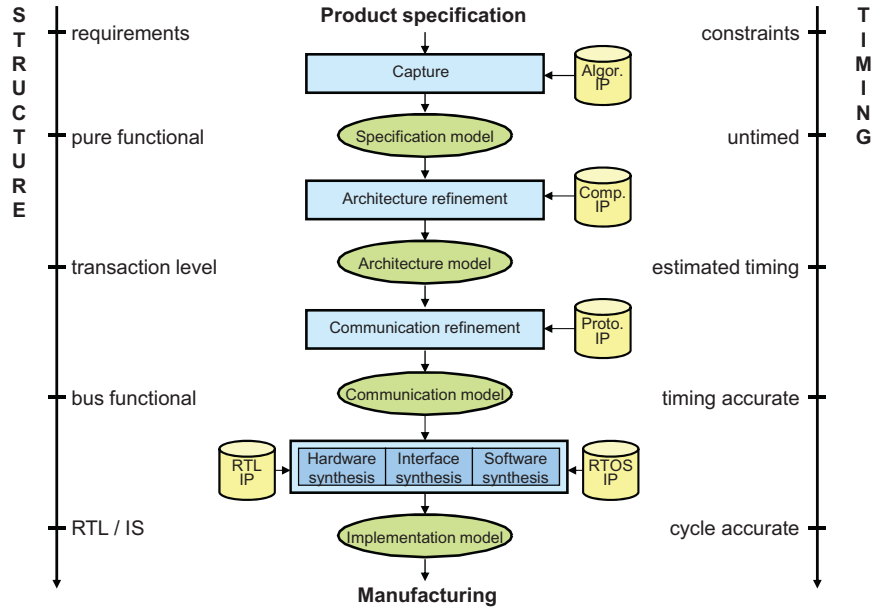 STRUCTURE
TIMING
Product specification
requirements
constraints
Capture
Algor.
IP
pure functional
Specification model
untimed
Architecture refinement
Comp.
IP
transaction level
Architecture model
estimated timing
Communication refinement
Proto.
IP
bus functional
Communication model
timing accurate
RTL
IP
Hardware
synthesis
Interface
synthesis
Software
synthesis
RTOS
IP
RTL / IS
Implementation model
cycle accurate
Manufacturing